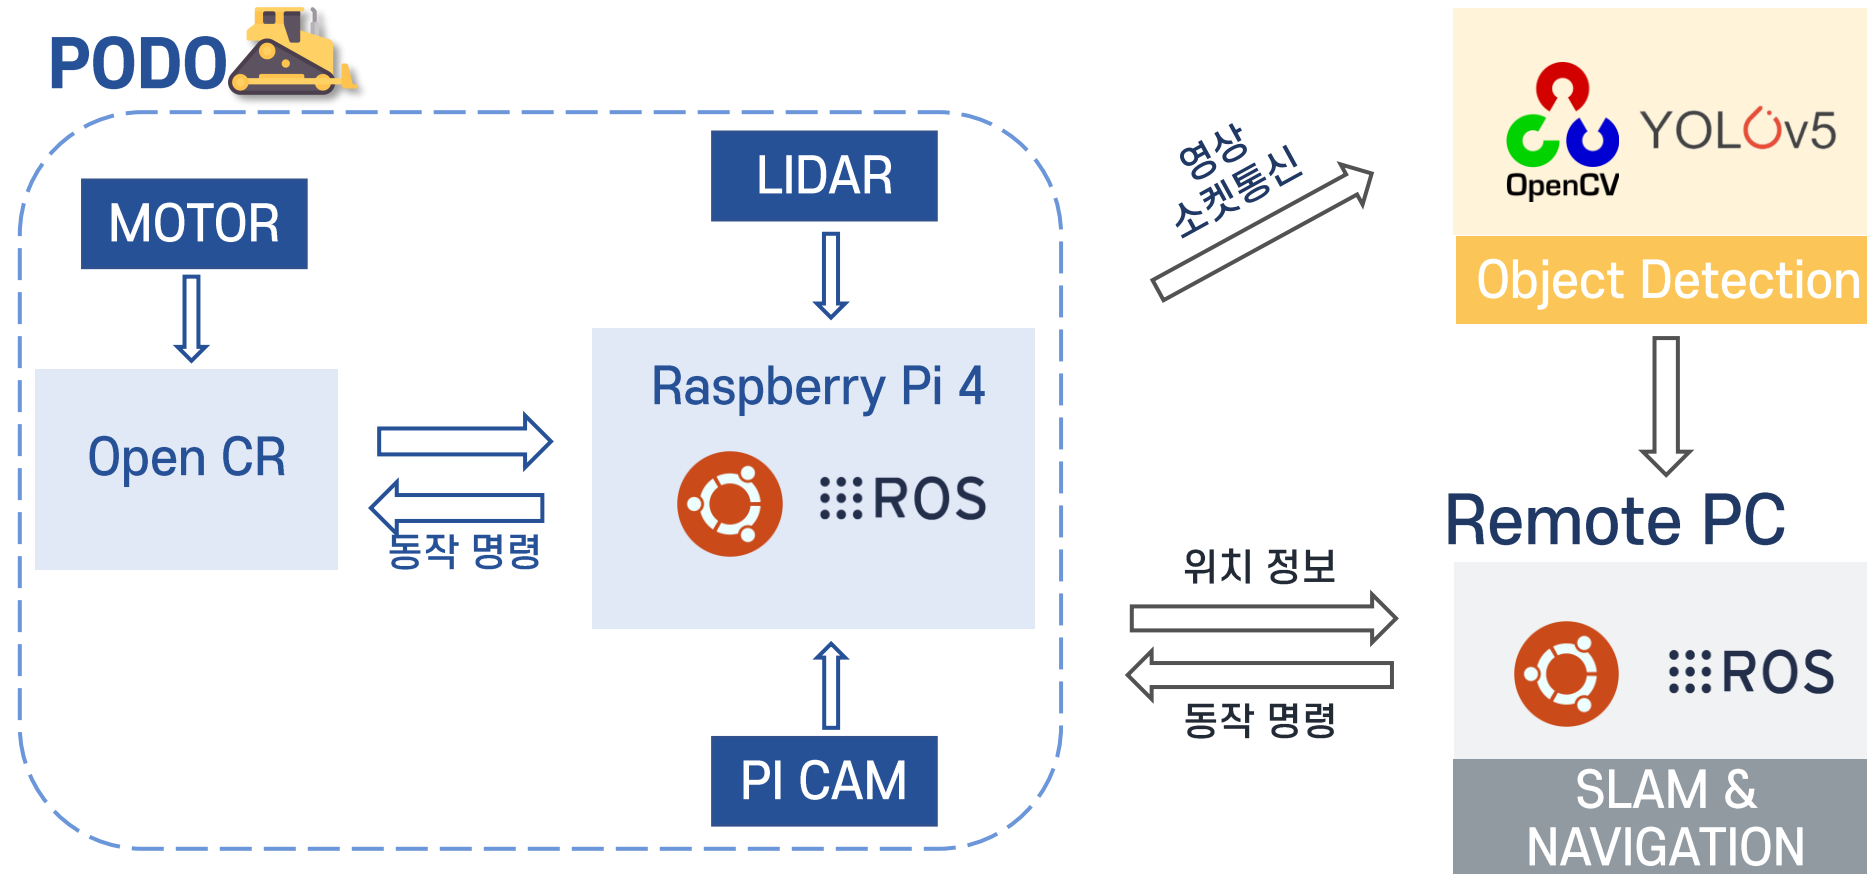 PODO
MOTOR
LIDAR
Open CR
Raspberry Pi 4
ROS
동작 명령
PI CAM
영상
소켓통신
OpenCV
YOLOv5
Object Detection
Remote PC
위치 정보
동작 명령
ROS
SLAM &
NAVIGATION